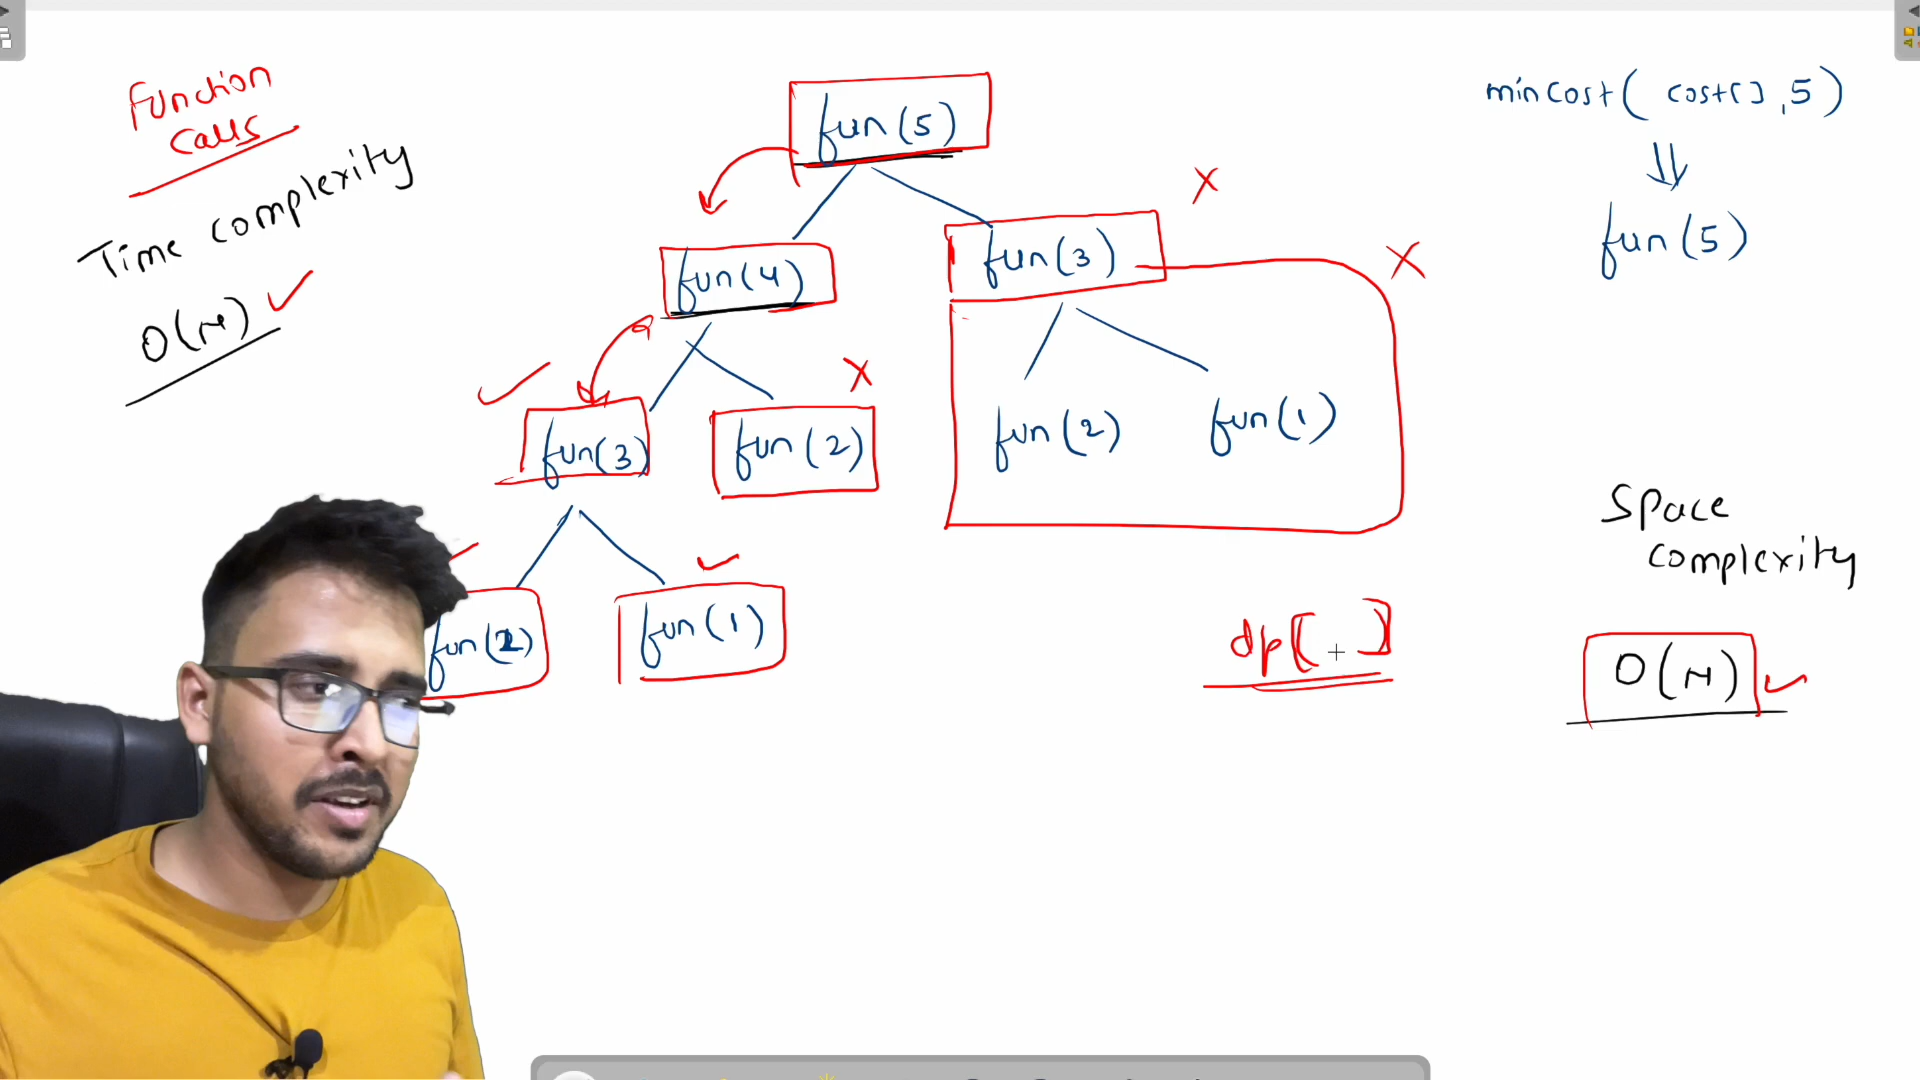 Function
Calls
Time complexity
O(N)
fun(5)
fun(4)
fun(3)
fun(3)
fun(2)
fun(2)
fun(1)
fun(2)
fun(1)
dp[ ]
minCost( cost[],5)
fun(5)
Space
complexity
O(N)